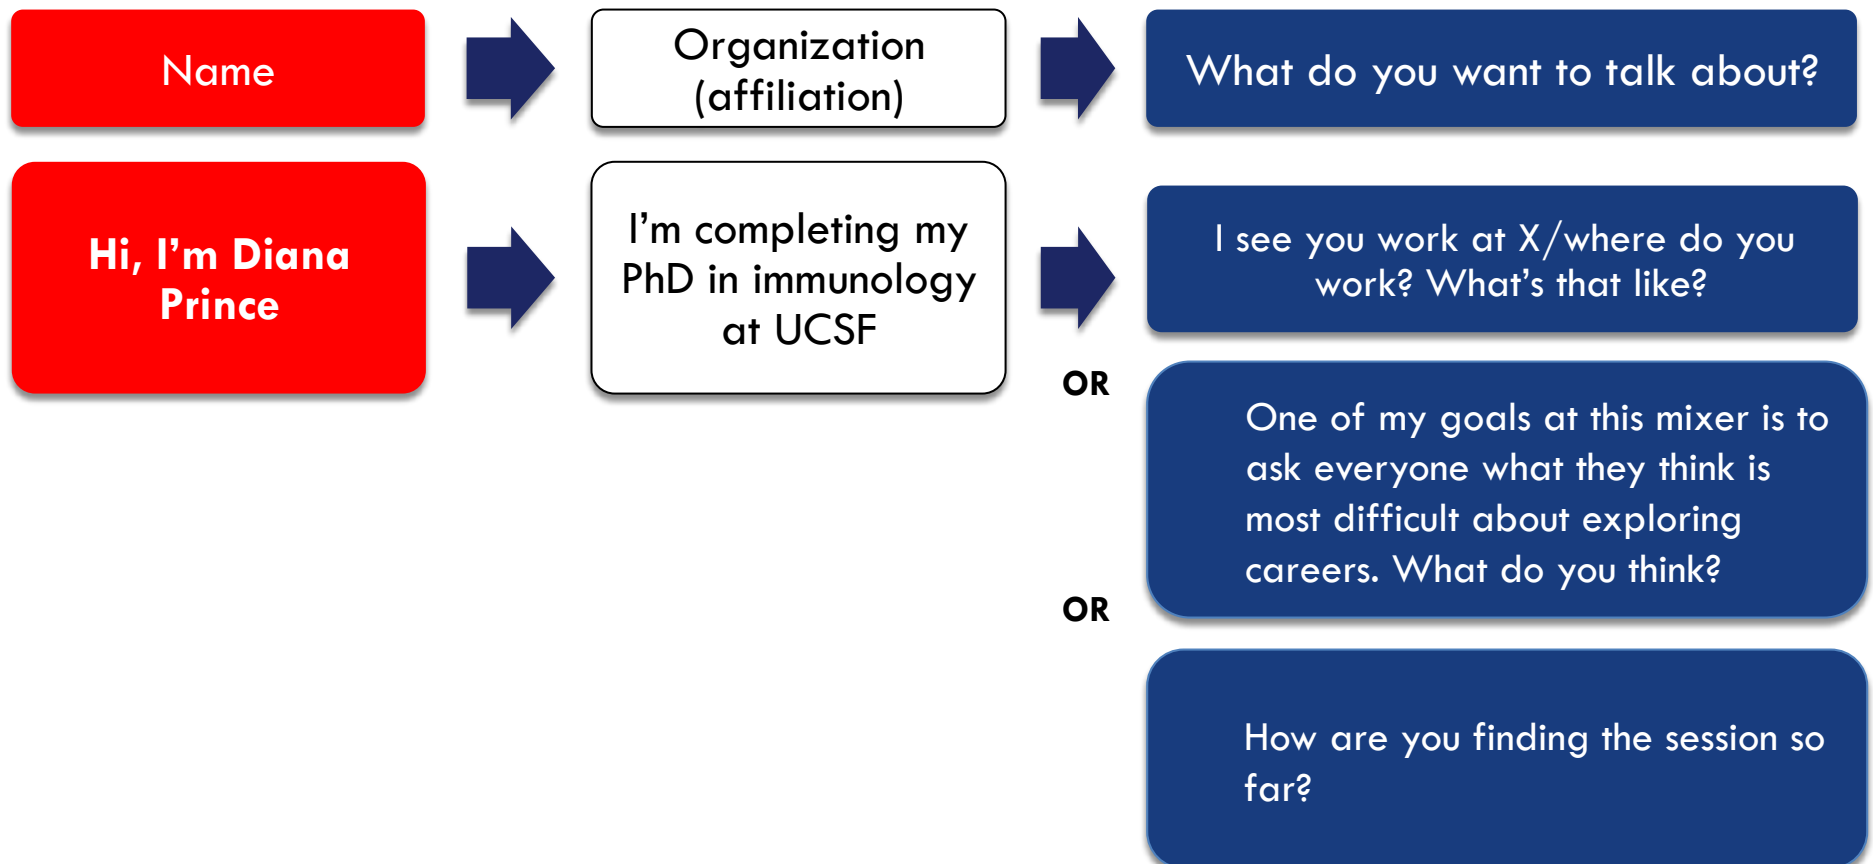 Name
Organization
(affiliation)
What do you want to talk about?
Hi, I’m Diana
Prince
I’m completing my
PhD in immunology
at UCSF
I see you work at X/where do you
work? What’s that like?
OR
One of my goals at this mixer is to
ask everyone what they think is
most difficult about exploring
careers. What do you think?
OR
How are you finding the session so
far?